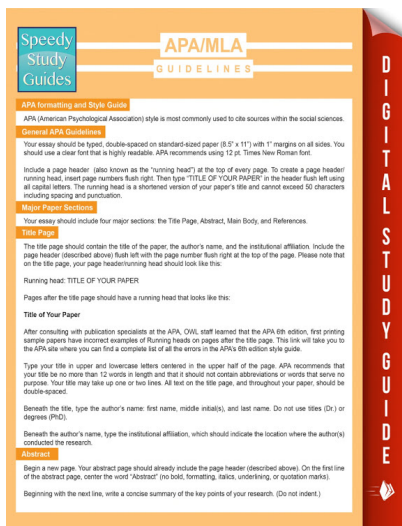 Speedy
Study
Guides
APA/MLA
GUIDELINES
APA formatting and Style Guide
APA (American Psychological Association) style is most commonly used to cite sources within the social sciences.
General APA Guidelines
Your essay should be typed, double-spaced on standard-sized paper (8.5" x 11") with 1" margins on all sides. You
should use a clear font that is highly readable. APA recommends using 12 pt. Times New Roman font.
Include a page header (also known as the "running head") at the top of every page. To create a page header/
running head, insert page numbers flush right. Then type "TITLE OF YOUR PAPER" in the header flush left using
all capital letters. The running head is a shortened version of your paper's title and cannot exceed 50 characters
including spacing and punctuation.
Major Paper Sections
Your essay should include four major sections: the Title Page, Abstract, Main Body, and References.
Title Page
The title page should contain the title of the paper, the author's name, and the institutional affiliation. Include the
page header (described above) flush left with the page number flush right at the top of the page. Please note that
on the title page, your page header/running head should look like this:
Running head: TITLE OF YOUR PAPER
Pages after the title page should have a running head that looks like this:
Title of Your Paper
After consulting with publication specialists at the APA, OWL staff learned that the APA 6th edition, first printing
sample papers have incorrect examples of Running heads on pages after the title page. This link will take you to
the APA site where you can find a complete list of all the errors in the APA's 6th edition style guide.
Type your title in upper and lowercase letters centered in the upper half of the page. APA recommends that
your title be no more than 12 words in length and that it should not contain abbreviations or words that serve no
purpose. Your title may take up one or two lines. All text on the title page, and throughout your paper, should be
double-spaced.
Beneath the title, type the author's name: first name, middle initial(s), and last name. Do not use titles (Dr.) or
degrees (PhD).
Beneath the author's name, type the institutional affiliation, which should indicate the location where the author(s)
conducted the research.
Abstract
Begin a new page. Your abstract page should already include the page header (described above). On the first line
of the abstract page, center the word "Abstract" (no bold, formatting, italics, underlining, or quotation marks).
Beginning with the next line, write a concise summary of the key points of your research. (Do not indent.)
DIGITAL STUDY GUIDE